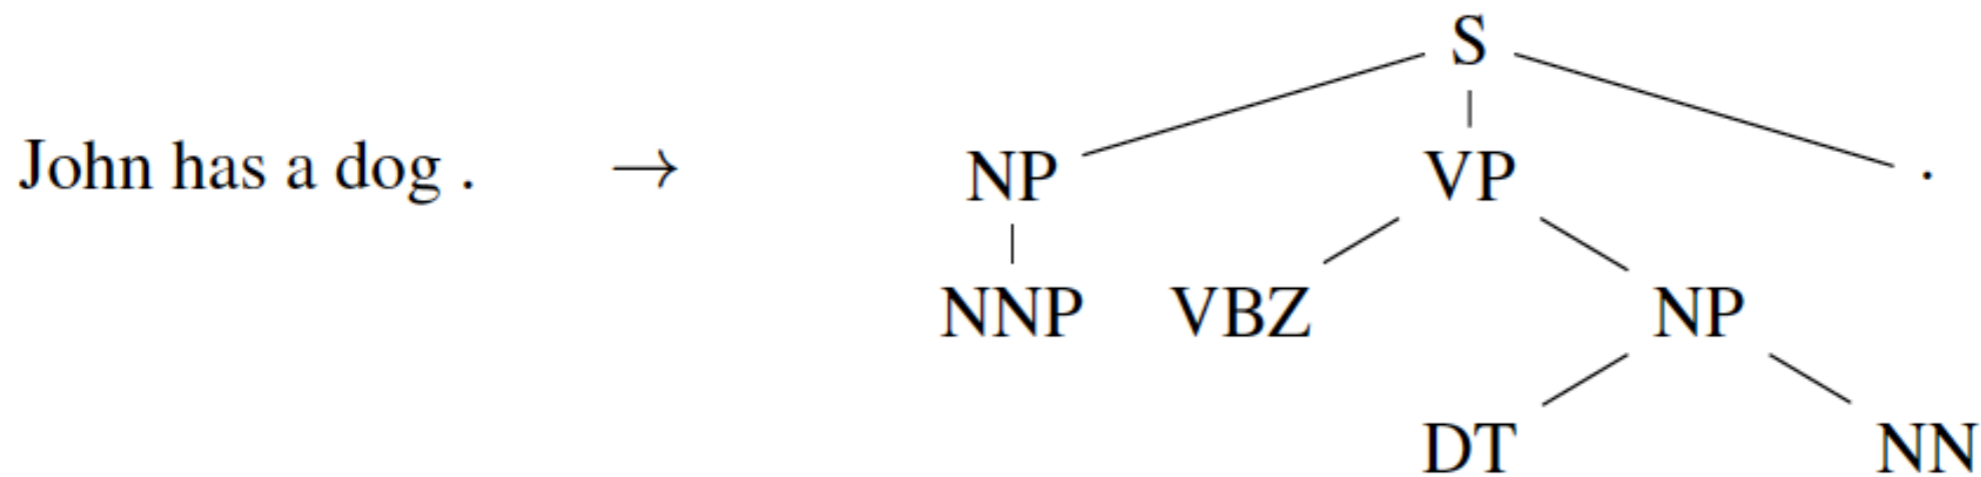 S
John has a dog . → NP VP .
NNP VBZ NP
DT NN